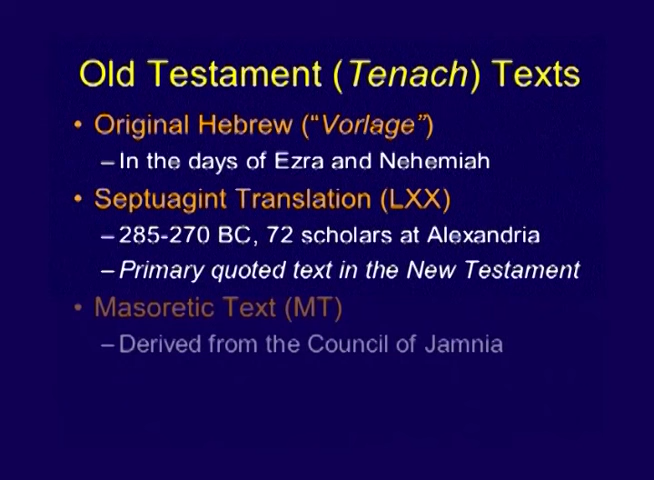 Old Testament (Tenach) Texts
• Original Hebrew ("Vorlage")
– In the days of Ezra and Nehemiah
• Septuagint Translation (LXX)
– 285-270 BC, 72 scholars at Alexandria
– Primary quoted text in the New Testament
• Masoretic Text (MT)
– Derived from the Council of Jamnia